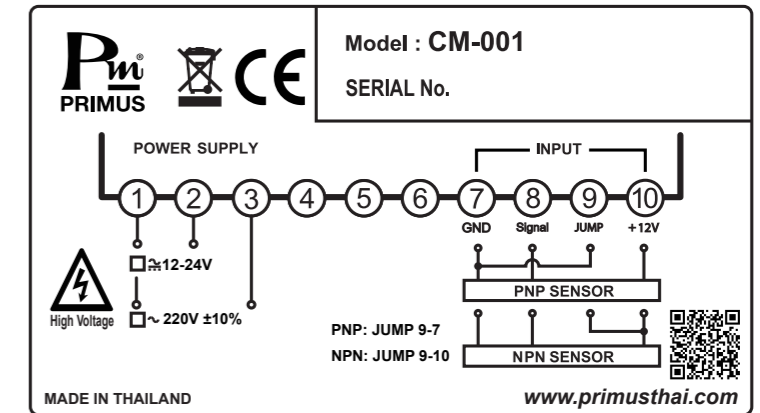 Pm
PRIMUS
CE
Model : CM-001
SERIAL No.
POWER SUPPLY
INPUT
1 2 3 4 5 6 7 8 9 10
GND Signal JUMP +12V
≂12-24V
PNP SENSOR
High Voltage
~ 220V ±10%
PNP: JUMP 9-7
NPN: JUMP 9-10
NPN SENSOR
MADE IN THAILAND
www.primusthai.com